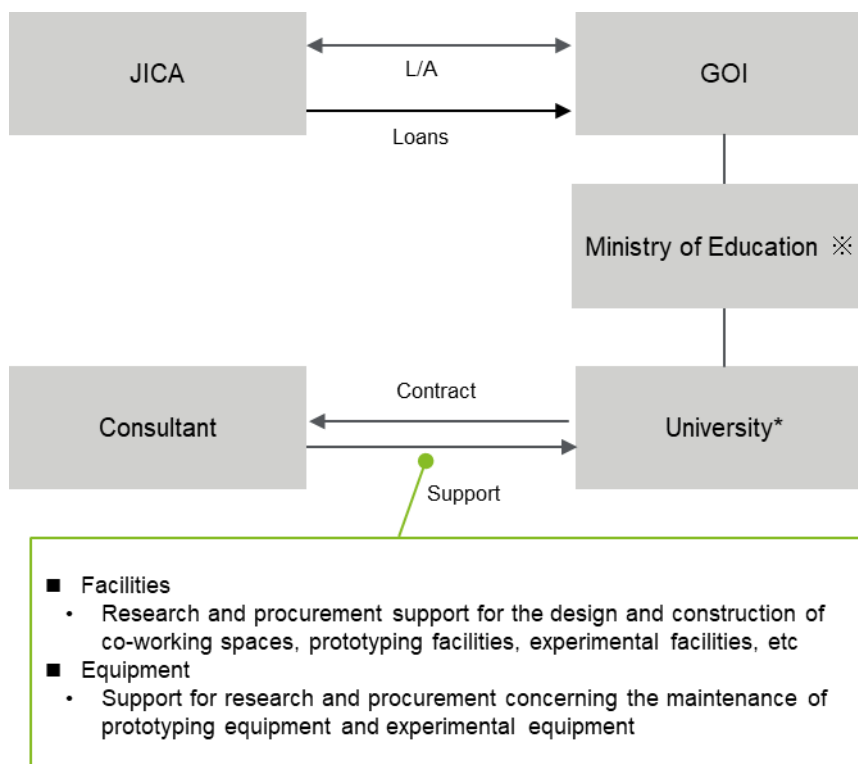 JICA
L/A
GOI
Loans
Ministry of Education ※
Consultant
Contract
University*
Support
■ Facilities
• Research and procurement support for the design and construction of
co-working spaces, prototyping facilities, experimental facilities, etc
■ Equipment
• Support for research and procurement concerning the maintenance of
prototyping equipment and experimental equipment